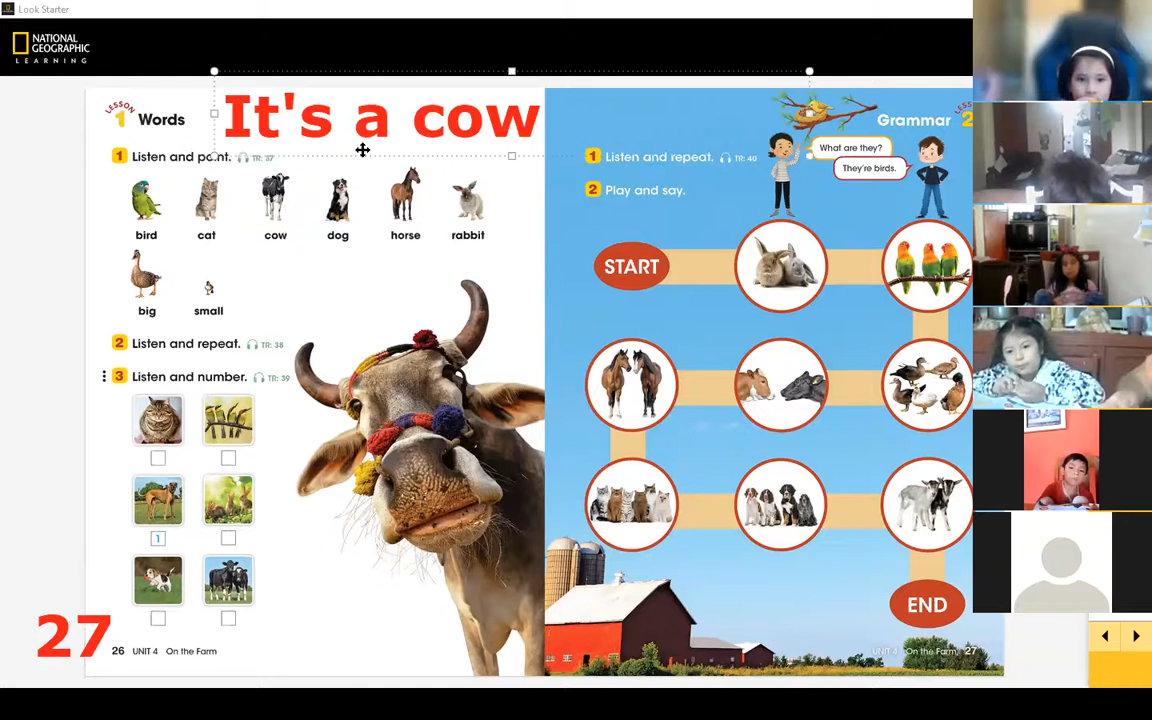 Look Starter
NATIONAL
GEOGRAPHIC
LEARNING
It's a cow
LESSON
1 Words
1 Listen and point. TR: 37
bird cat cow dog horse rabbit
big small
2 Listen and repeat. TR: 38
3 Listen and number. TR: 39
1
27
26 UNIT 4 On the Farm
Grammar 2
1 Listen and repeat. TR: 40
What are they?
They're birds.
2 Play and say.
START
END
UNIT 4 On the Farm 27